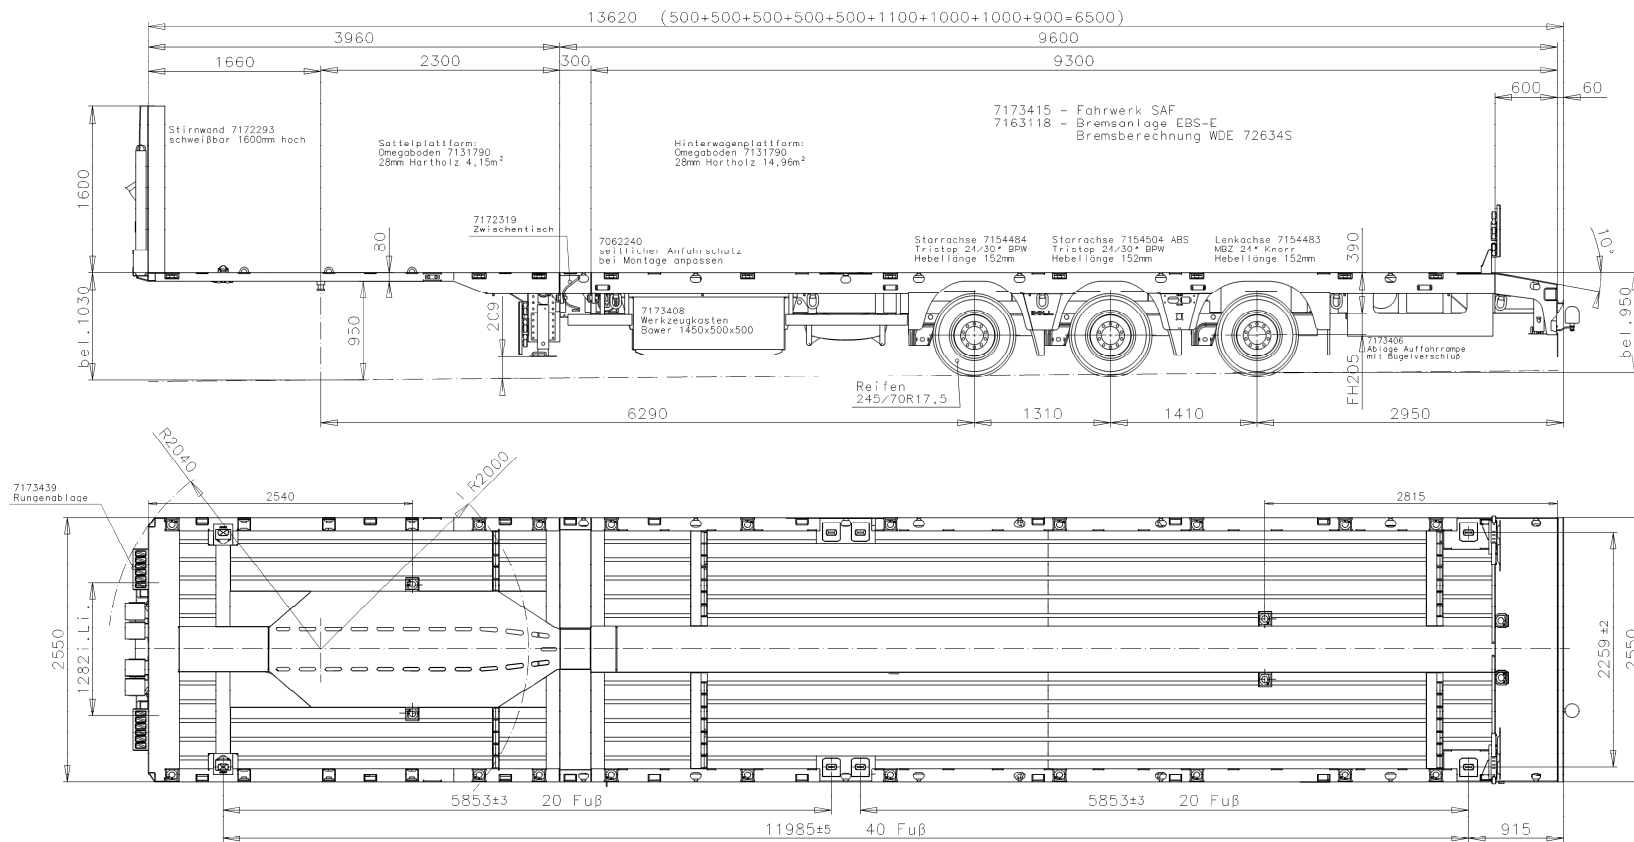 13620 (500+500+500+500+500+1100+1000+1000+900=6500)
3960
9600
1660
2300
300
9300
600
60
7173415 - Fahrwerk SAF
7163118 - Bremsanlage EBS-E
Bremsberechnung WDE 72634S
Stirnwand 7172293
schweißbar 1600mm hoch
Sattelplattform:
Omegaboden 7131790
28mm Hartholz 4,15m²
Hinterwagenplattform:
Omegaboden 7131790
28mm Hartholz 14,96m²
1600
7172319
Zwischentisch
7062240
seitlicher Anfahrschutz
bei Montage anpassen
Starrachse 7154484
Tristop 24/30" BPW
Hebellänge 152mm
Starrachse 7154504 ABS
Tristop 24/30" BPW
Hebellänge 152mm
Lenkachse 7154483
MBZ 24" Knorr
Hebellänge 152mm
80
390
10°
bel.1030
950
209
7173408
Werkzeugkasten
Bawer 1450x500x500
DOLL
7173406
Ablage Auffahrrampe
mit Bügelverschluß
FH205
bel.950
Reifen
245/70R17,5
6290
1310
1410
2950
R2040
R2000
7173439
Rungenablage
2540
2815
2550
1282i.Li.
2259±2
2550
5853±3 20 Fuß
5853±3 20 Fuß
11985±5 40 Fuß
915